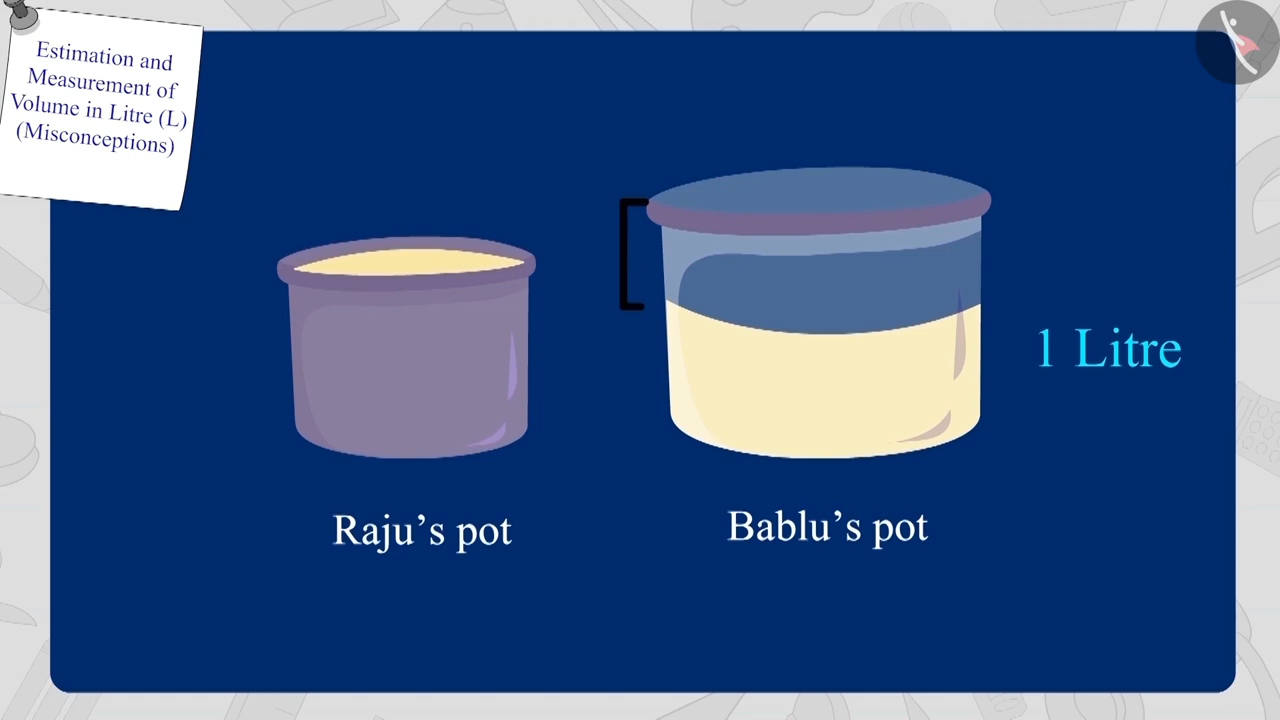 Estimation and
Measurement of
Volume in Litre (L)
(Misconceptions)
1 Litre
Raju’s pot
Bablu’s pot